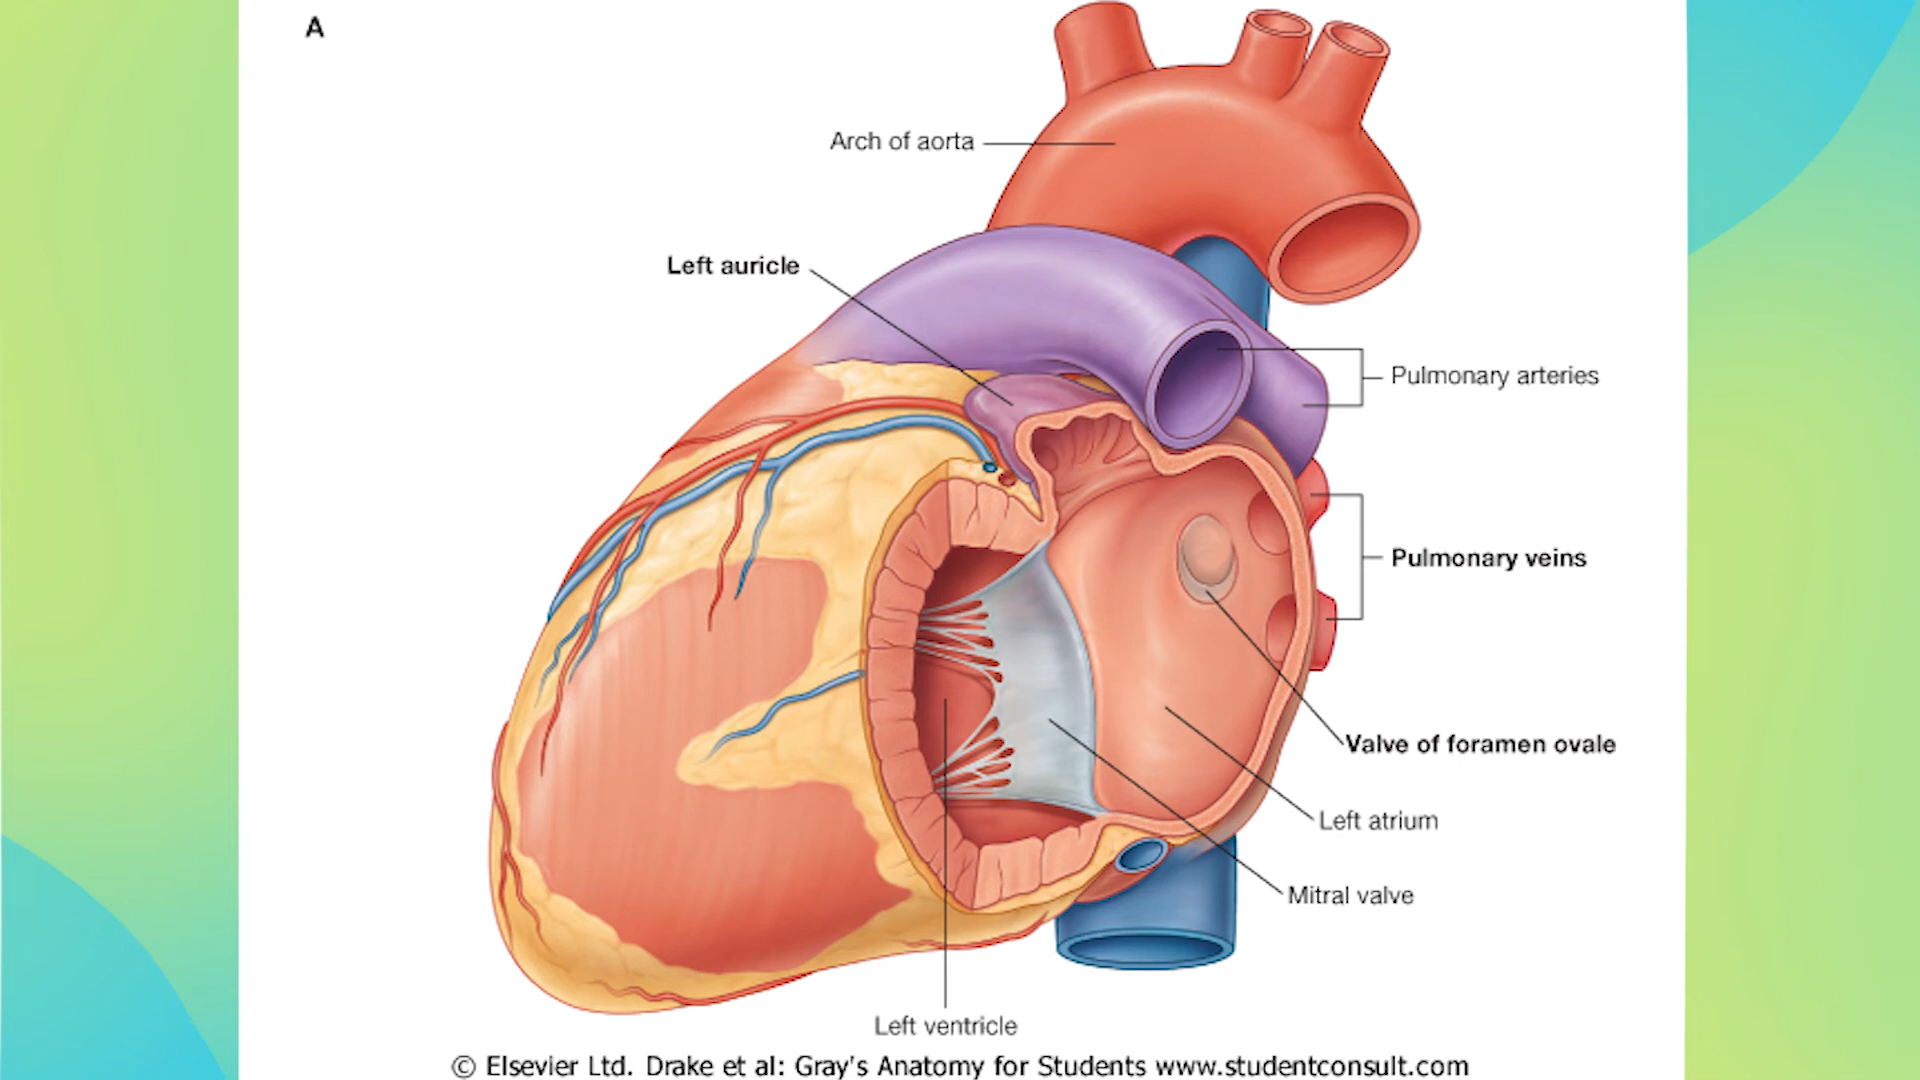 A
Arch of aorta
Left auricle
Pulmonary arteries
Pulmonary veins
Valve of foramen ovale
Left atrium
Mitral valve
Left ventricle
© Elsevier Ltd. Drake et al: Gray's Anatomy for Students www.studentconsult.com